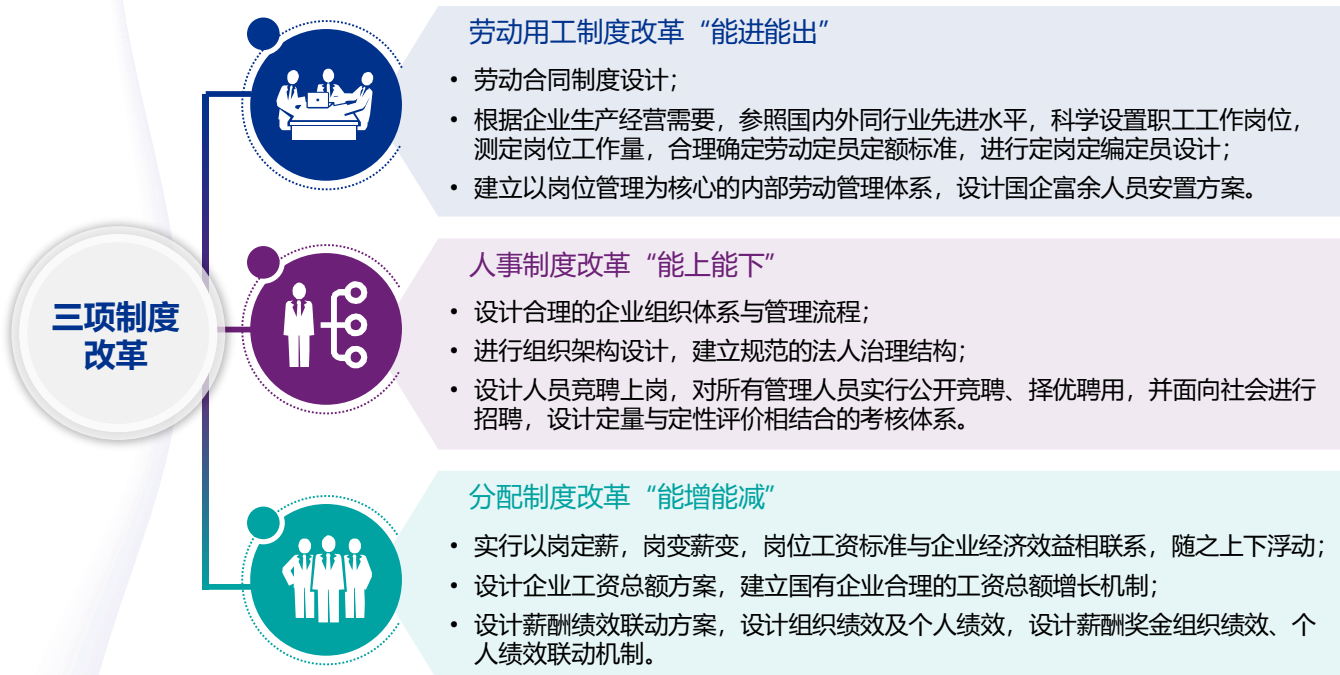 三项制度
改革
劳动用工制度改革“能进能出”
• 劳动合同制度设计；
• 根据企业生产经营需要，参照国内外同行业先进水平，科学设置职工工作岗位，
测定岗位工作量，合理确定劳动定员定额标准，进行定岗定编定员设计；
• 建立以岗位管理为核心的内部劳动管理体系，设计国企富余人员安置方案。
人事制度改革“能上能下”
• 设计合理的企业组织体系与管理流程；
• 进行组织架构设计，建立规范的法人治理结构；
• 设计人员竞聘上岗，对所有管理人员实行公开竞聘、择优聘用，并面向社会进行
招聘，设计定量与定性评价相结合的考核体系。
分配制度改革“能增能减”
• 实行以岗定薪，岗变薪变，岗位工资标准与企业经济效益相联系，随之上下浮动；
• 设计企业工资总额方案，建立国有企业合理的工资总额增长机制；
• 设计薪酬绩效联动方案，设计组织绩效及个人绩效，设计薪酬奖金组织绩效、个
人绩效联动机制。